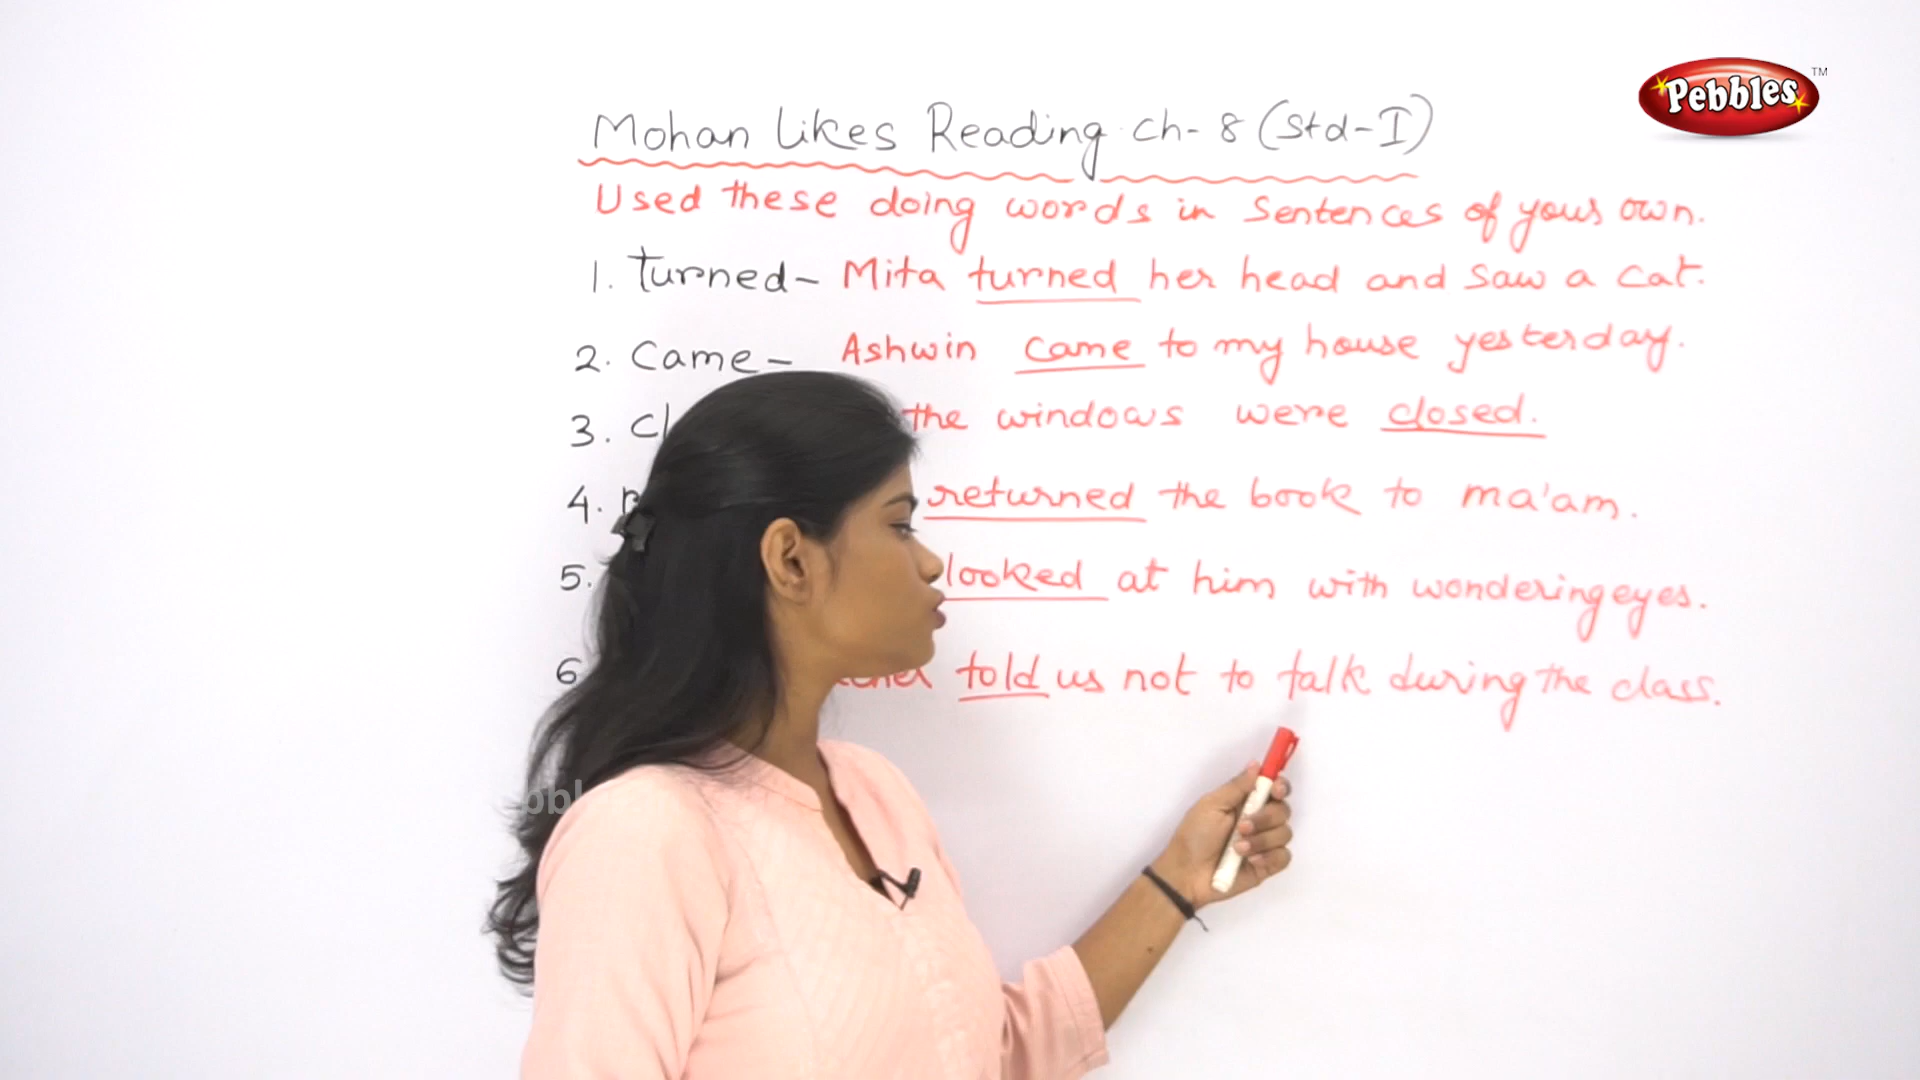 Pebbles TM
Mohan Likes Reading ch-8 (Std-I)
Used these doing words in sentences of yours own.
1. Turned - Mita turned her head and saw a cat.
2. Came - Ashwin came to my house yesterday.
3. the windows were closed.
4. returned the book to ma'am.
5. looked at him with wondering eyes.
6 told us not to talk during the class.